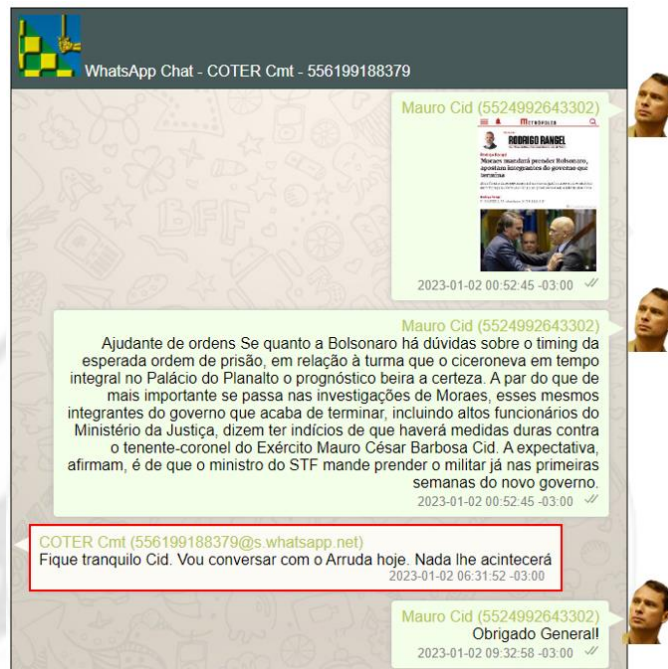 WhatsApp Chat - COTER Cmt - 556199188379
Mauro Cid (5524992643302)
METRÓPOLES
RODRIGO RANGEL
Moraes mandará prender Bolsonaro,
apostam integrantes do governo que
termina
2023-01-02 00:52:45 -03:00
Mauro Cid (5524992643302)
Ajudante de ordens Se quanto a Bolsonaro há dúvidas sobre o timing da
esperada ordem de prisão, em relação à turma que o ciceroneva em tempo
integral no Palácio do Planalto o prognóstico beira a certeza. A par do que de
mais importante se passa nas investigações de Moraes, esses mesmos
integrantes do governo que acaba de terminar, incluindo altos funcionários do
Ministério da Justiça, dizem ter indícios de que haverá medidas duras contra
o tenente-coronel do Exército Mauro César Barbosa Cid. A expectativa,
afirmam, é de que o ministro do STF mande prender o militar já nas primeiras
semanas do novo governo.
2023-01-02 00:52:45 -03:00
COTER Cmt (556199188379@s.whatsapp.net)
Fique tranquilo Cid. Vou conversar com o Arruda hoje. Nada lhe acintecerá
2023-01-02 06:31:52 -03:00
Mauro Cid (5524992643302)
Obrigado General!
2023-01-02 09:32:58 -03:00